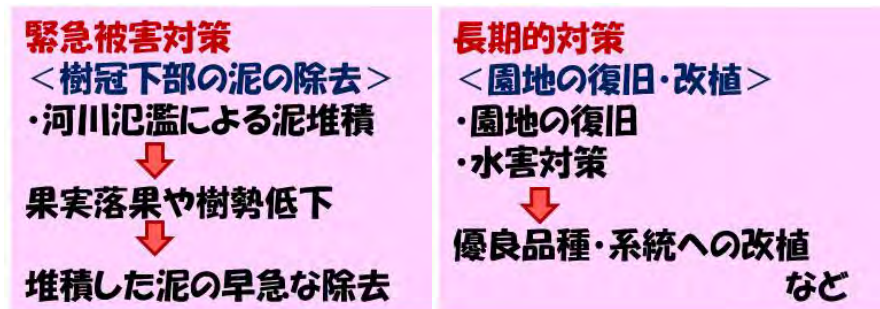 緊急被害対策
＜樹冠下部の泥の除去＞
・河川氾濫による泥堆積
果実落果や樹勢低下
堆積した泥の早急な除去
長期的対策
＜園地の復旧・改植＞
・園地の復旧
・水害対策
優良品種・系統への改植
など